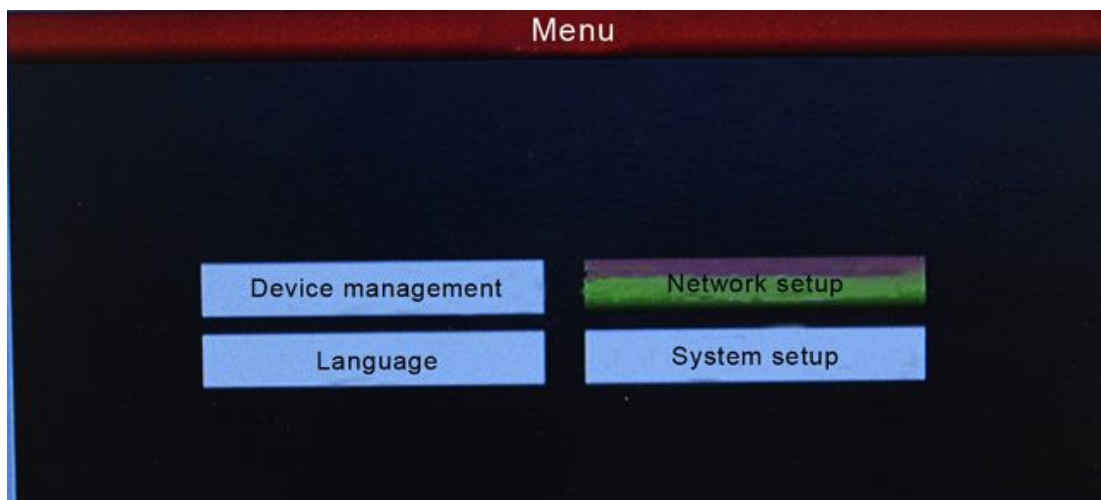 Menu
Device management
Network setup
Language
System setup